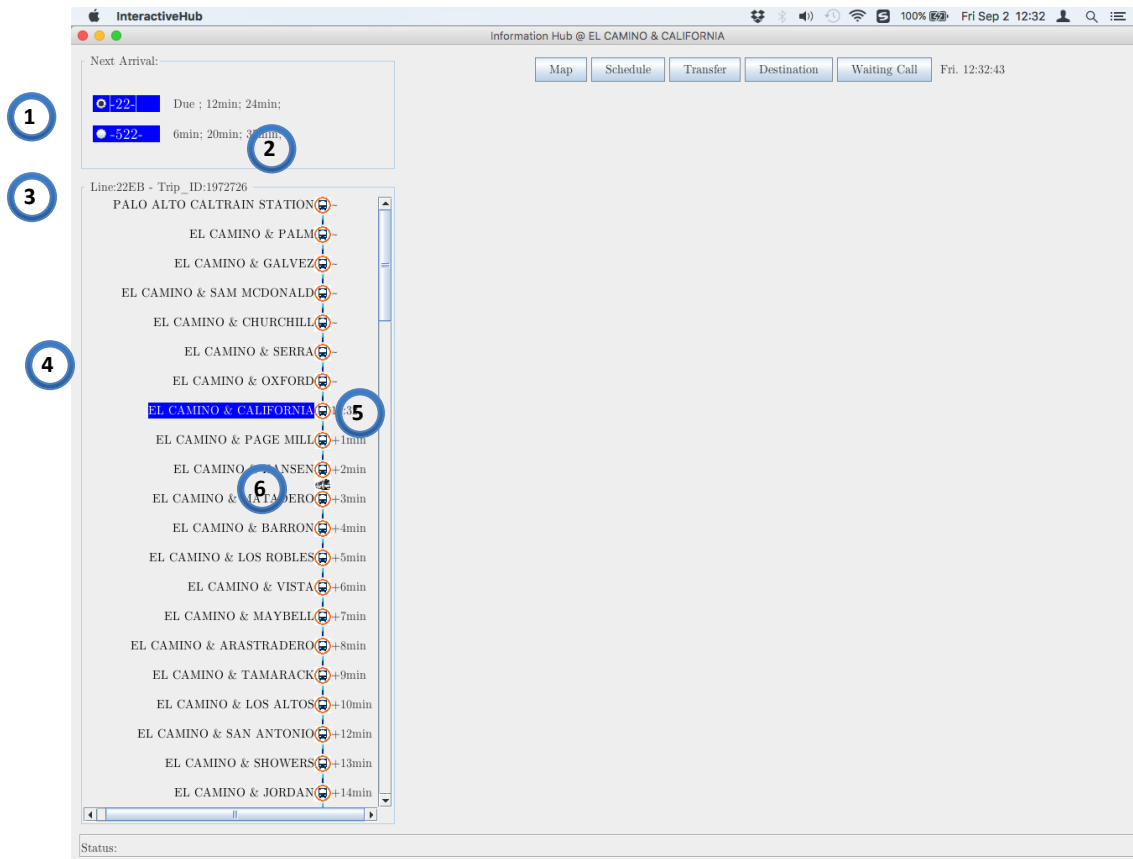 InteractiveHub 100% Fri Sep 2 12:32
Information Hub @ EL CAMINO & CALIFORNIA
Next Arrival:
Map Schedule Transfer Destination Waiting Call Fri. 12:32:43
1
-22- Due ; 12min; 24min;
-522- 6min; 20min;
2
3
Line:22EB - Trip_ID:1972726
PALO ALTO CALTRAIN STATION ~
EL CAMINO & PALM ~
EL CAMINO & GALVEZ ~
EL CAMINO & SAM MCDONALD ~
EL CAMINO & CHURCHILL ~
EL CAMINO & SERRA ~
4
EL CAMINO & OXFORD ~
EL CAMINO & CALIFORNIA
5
EL CAMINO & PAGE MILL +1min
EL CAMINO & +2min
6
EL CAMINO & MATADERO +3min
EL CAMINO & BARRON +4min
EL CAMINO & LOS ROBLES +5min
EL CAMINO & VISTA +6min
EL CAMINO & MAYBELL +7min
EL CAMINO & ARASTRADERO +8min
EL CAMINO & TAMARACK +9min
EL CAMINO & LOS ALTOS +10min
EL CAMINO & SAN ANTONIO +12min
EL CAMINO & SHOWERS +13min
EL CAMINO & JORDAN +14min
Status: